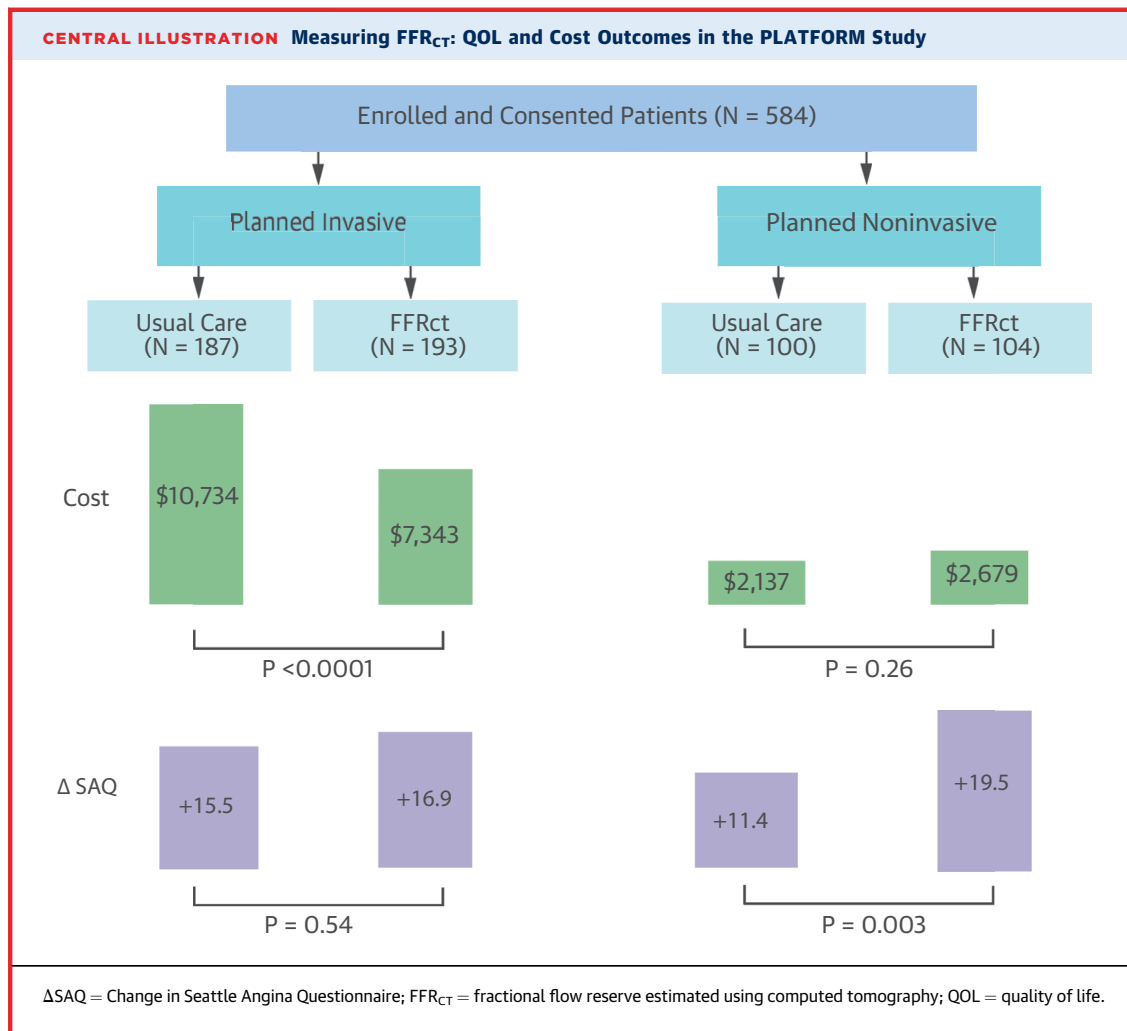 CENTRAL ILLUSTRATION Measuring FFRCT: QOL and Cost Outcomes in the PLATFORM Study
Enrolled and Consented Patients (N = 584)
Planned Invasive
Planned Noninvasive
Usual Care
(N = 187)
FFRct
(N = 193)
Usual Care
(N = 100)
FFRct
(N = 104)
Cost
$10,734
$7,343
$2,137
$2,679
P <0.0001
P = 0.26
Δ SAQ
+15.5
+16.9
+11.4
+19.5
P = 0.54
P = 0.003
ΔSAQ = Change in Seattle Angina Questionnaire; FFRCT = fractional flow reserve estimated using computed tomography; QOL = quality of life.